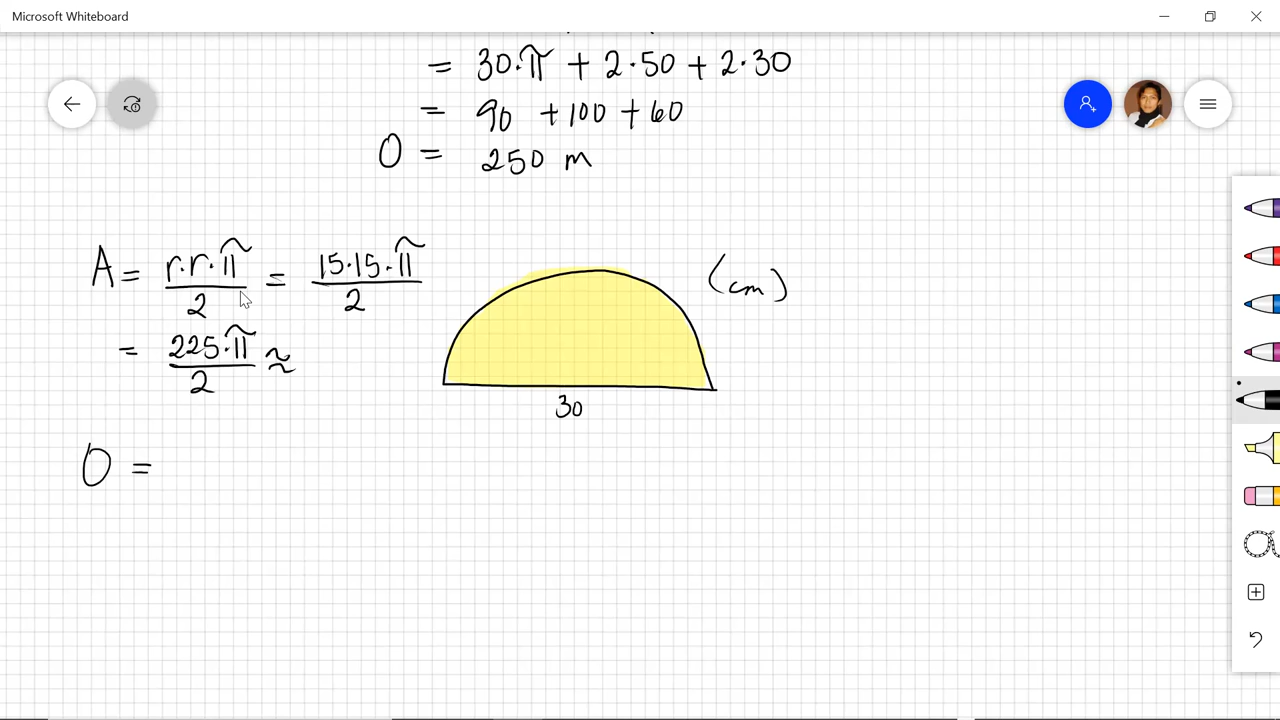 Microsoft Whiteboard
= 30·π + 2·50 + 2·30
= 90 + 100 + 60
O = 250 m
A = r·r·π / 2 = 15·15·π / 2
(cm)
= 225·π / 2 ≈
30
O =